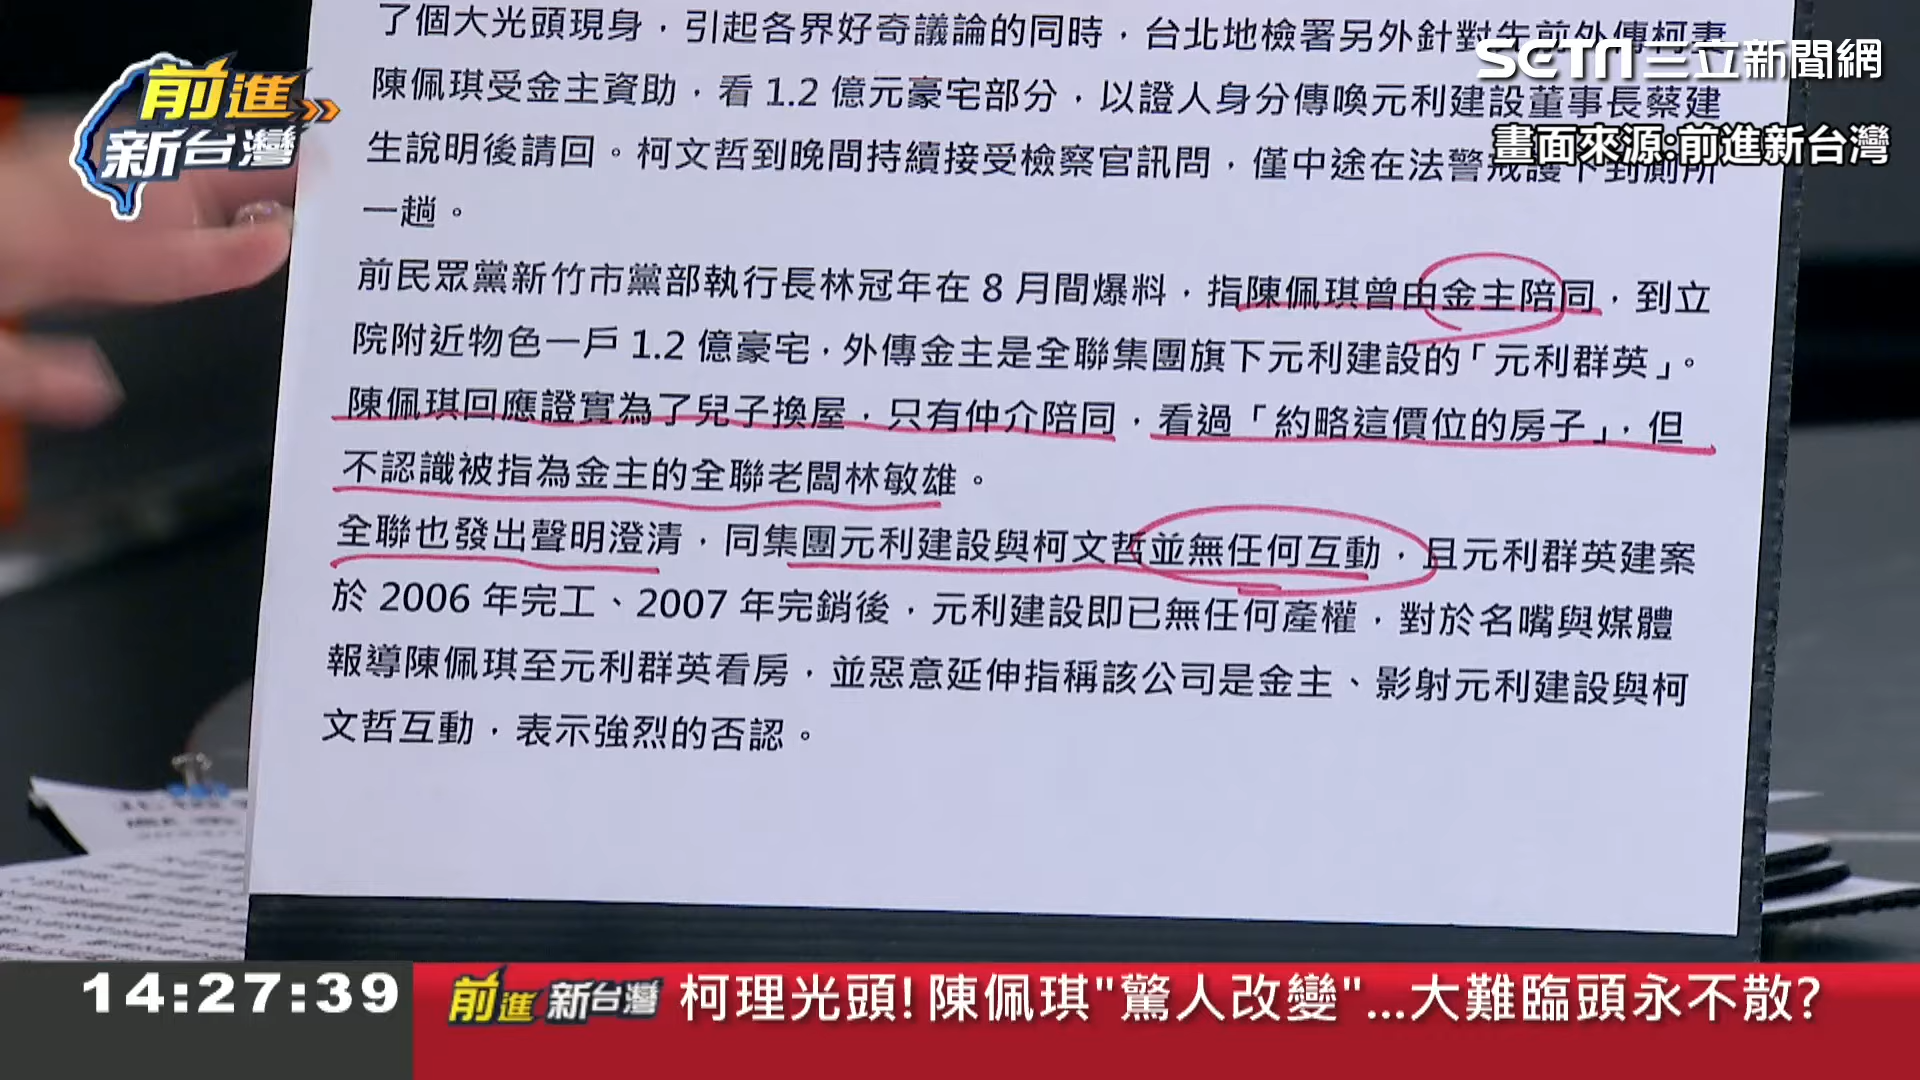 了個大光頭現身，引起各界好奇議論的同時，台北地檢署另外針對先前外傳柯妻
SETN三立新聞網
前進
新台灣
陳佩琪受金主資助，看 1.2 億元豪宅部分，以證人身分傳喚元利建設董事長蔡建
畫面來源:前進新台灣
生說明後請回。柯文哲到晚間持續接受檢察官訊問，僅中途在法警戒護下到廁所
一趟。
前民眾黨新竹市黨部執行長林冠年在 8 月間爆料，指陳佩琪曾由金主陪同，到立
院附近物色一戶 1.2 億豪宅，外傳金主是全聯集團旗下元利建設的「元利群英」。
陳佩琪回應證實為了兒子換屋，只有仲介陪同，看過「約略這價位的房子」，但
不認識被指為金主的全聯老闆林敏雄。
全聯也發出聲明澄清，同集團元利建設與柯文哲並無任何互動，且元利群英建案
於 2006 年完工、2007 年完銷後，元利建設即已無任何產權，對於名嘴與媒體
報導陳佩琪至元利群英看房，並惡意延伸指稱該公司是金主、影射元利建設與柯
文哲互動，表示強烈的否認。
14:27:39
前進新台灣
柯理光頭!陳佩琪"驚人改變"...大難臨頭永不散?